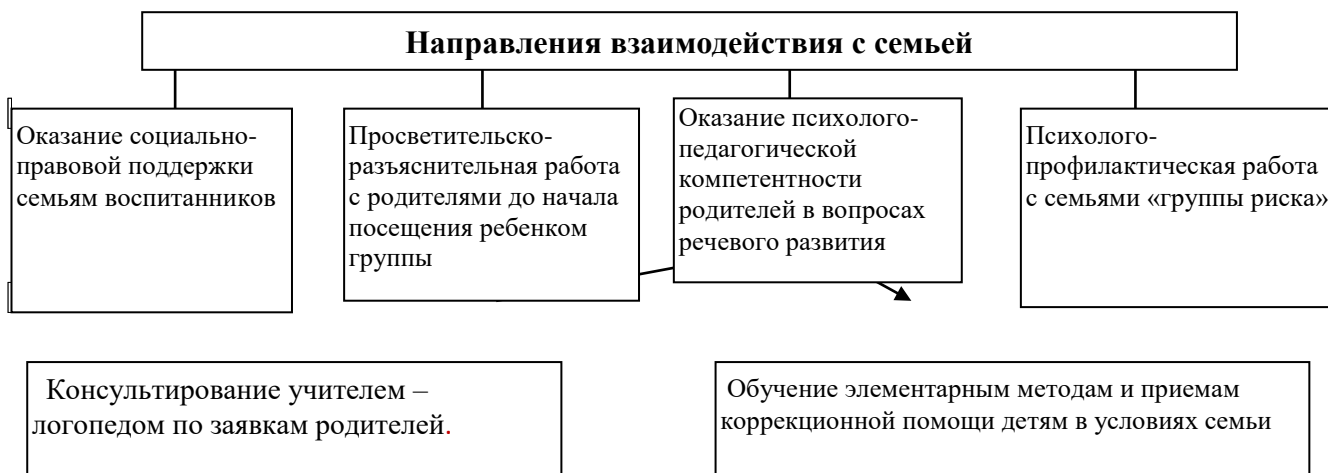 Направления взаимодействия с семьей
Оказание социально-
правовой поддержки
семьям воспитанников
Просветительско-
разъяснительная работа
с родителями до начала
посещения ребенком
группы
Оказание психолого-
педагогической
компетентности
родителей в вопросах
речевого развития
Психолого-
профилактическая работа
с семьями «группы риска»
Консультирование учителем –
логопедом по заявкам родителей.
Обучение элементарным методам и приемам
коррекционной помощи детям в условиях семьи